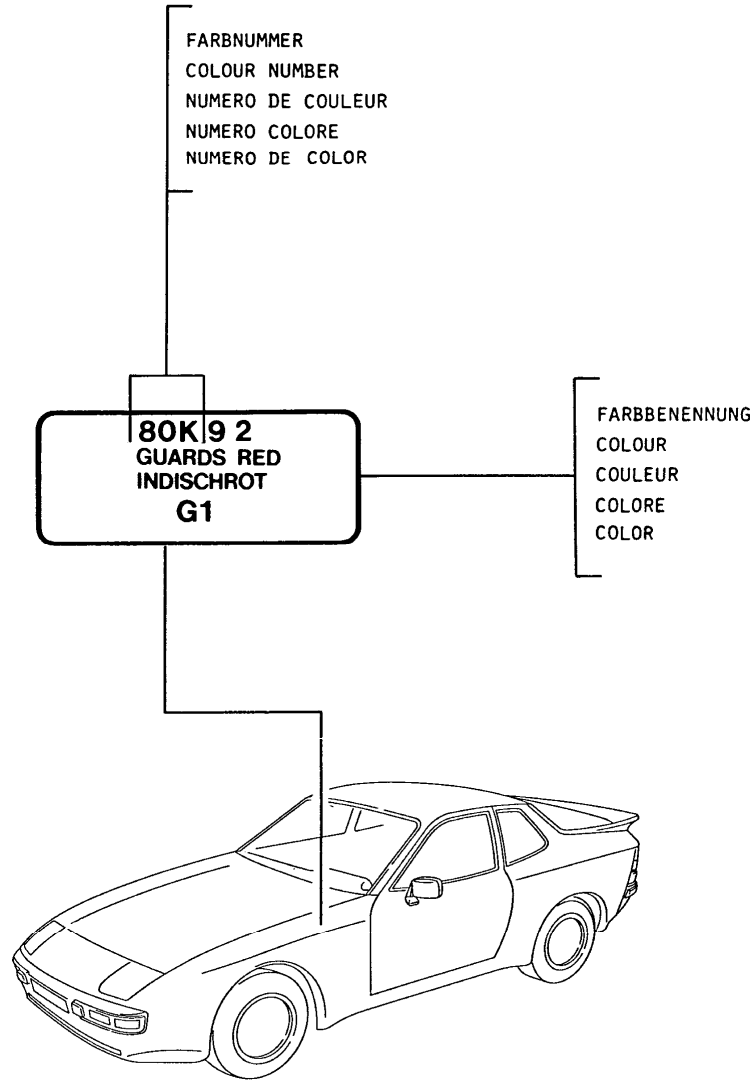 FARBNUMMER
COLOUR NUMBER
NUMERO DE COULEUR
NUMERO COLORE
NUMERO DE COLOR
80K 9 2
GUARDS RED
INDISCHROT
G1
FARBBENENNUNG
COLOUR
COULEUR
COLORE
COLOR